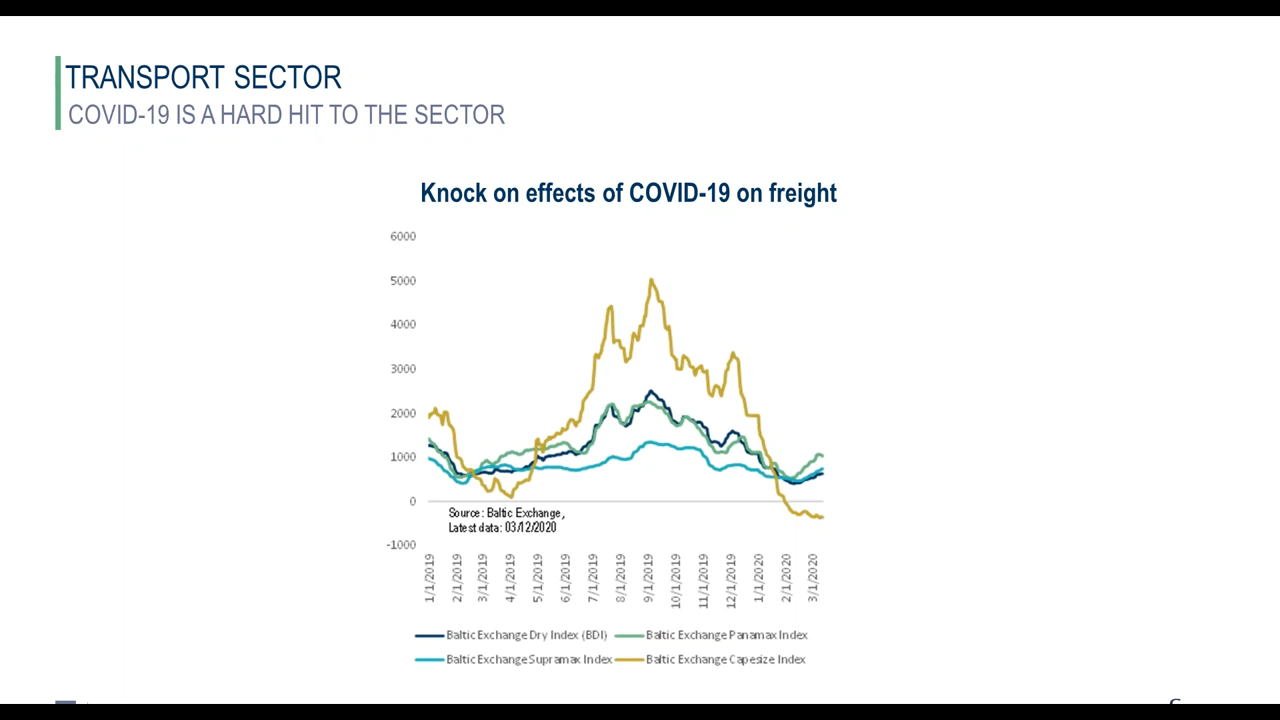 TRANSPORT SECTOR
COVID-19 IS A HARD HIT TO THE SECTOR
Knock on effects of COVID-19 on freight
6000
5000
4000
3000
2000
1000
0
-1000
Source: Baltic Exchange,
Latest data: 03/12/2020
1/1/2019
2/1/2019
3/1/2019
4/1/2019
5/1/2019
6/1/2019
7/1/2019
8/1/2019
9/1/2019
10/1/2019
11/1/2019
12/1/2019
1/1/2020
2/1/2020
3/1/2020
Baltic Exchange Dry Index (BDI)
Baltic Exchange Panamax Index
Baltic Exchange Supramax Index
Baltic Exchange Capesize Index